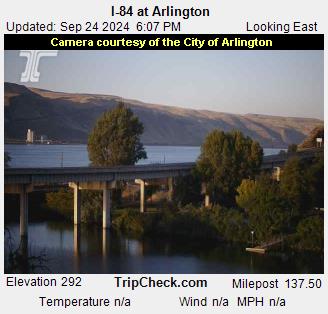 I-84 at Arlington
Updated: Sep 24 2024 6:07 PM Looking East
Camera courtesy of the City of Arlington
Elevation 292 TripCheck.com Milepost 137.50
Temperature n/a Wind n/a MPH n/a